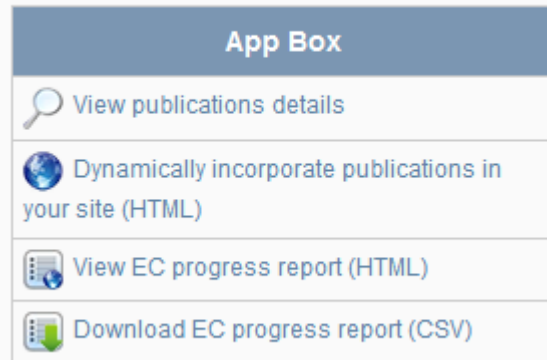 App Box
View publications details
Dynamically incorporate publications in
your site (HTML)
View EC progress report (HTML)
Download EC progress report (CSV)